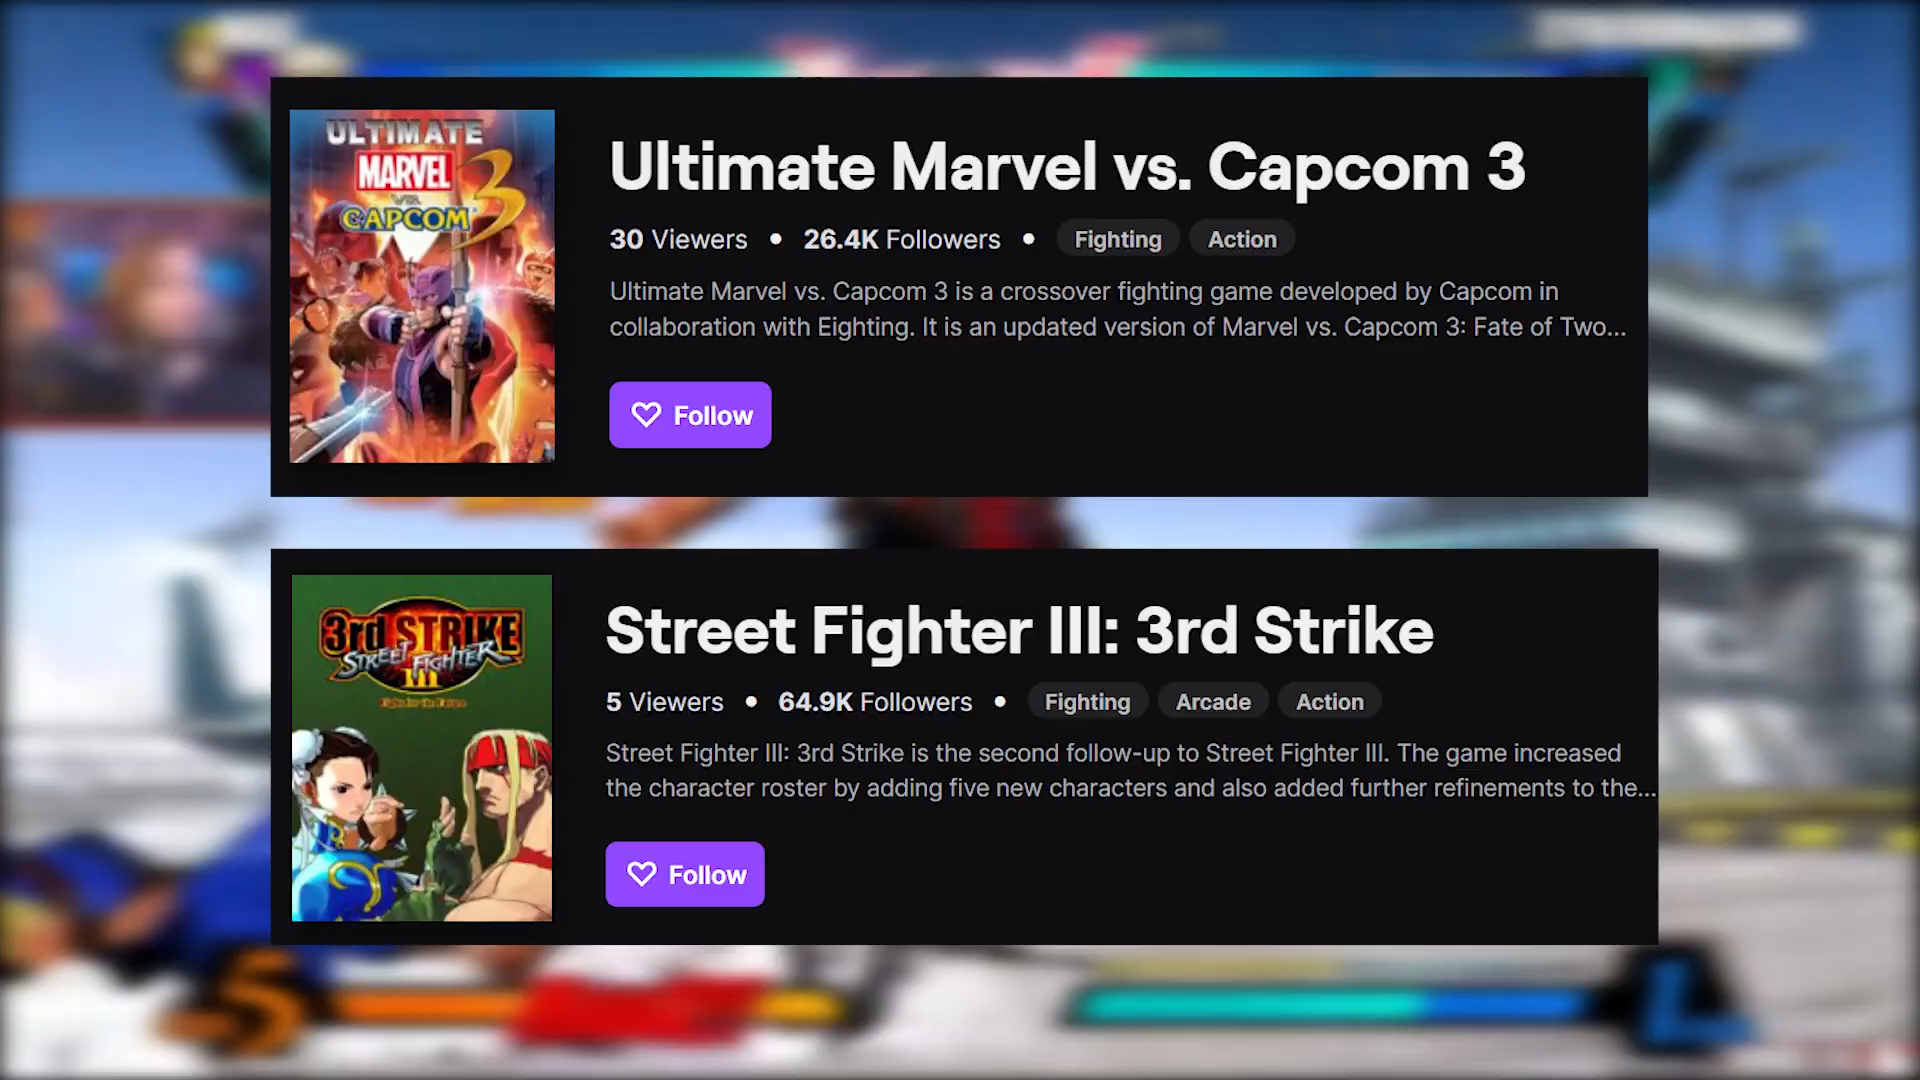 ULTIMATE
MARVEL
VS.
CAPCOM 3
Ultimate Marvel vs. Capcom 3
30 Viewers • 26.4K Followers • Fighting Action
Ultimate Marvel vs. Capcom 3 is a crossover fighting game developed by Capcom in
collaboration with Eighting. It is an updated version of Marvel vs. Capcom 3: Fate of Two...
Follow
3rd STRIKE
STREET FIGHTER
III
Fight for the Future
Street Fighter III: 3rd Strike
5 Viewers • 64.9K Followers • Fighting Arcade Action
Street Fighter III: 3rd Strike is the second follow-up to Street Fighter III. The game increased
the character roster by adding five new characters and also added further refinements to the...
Follow